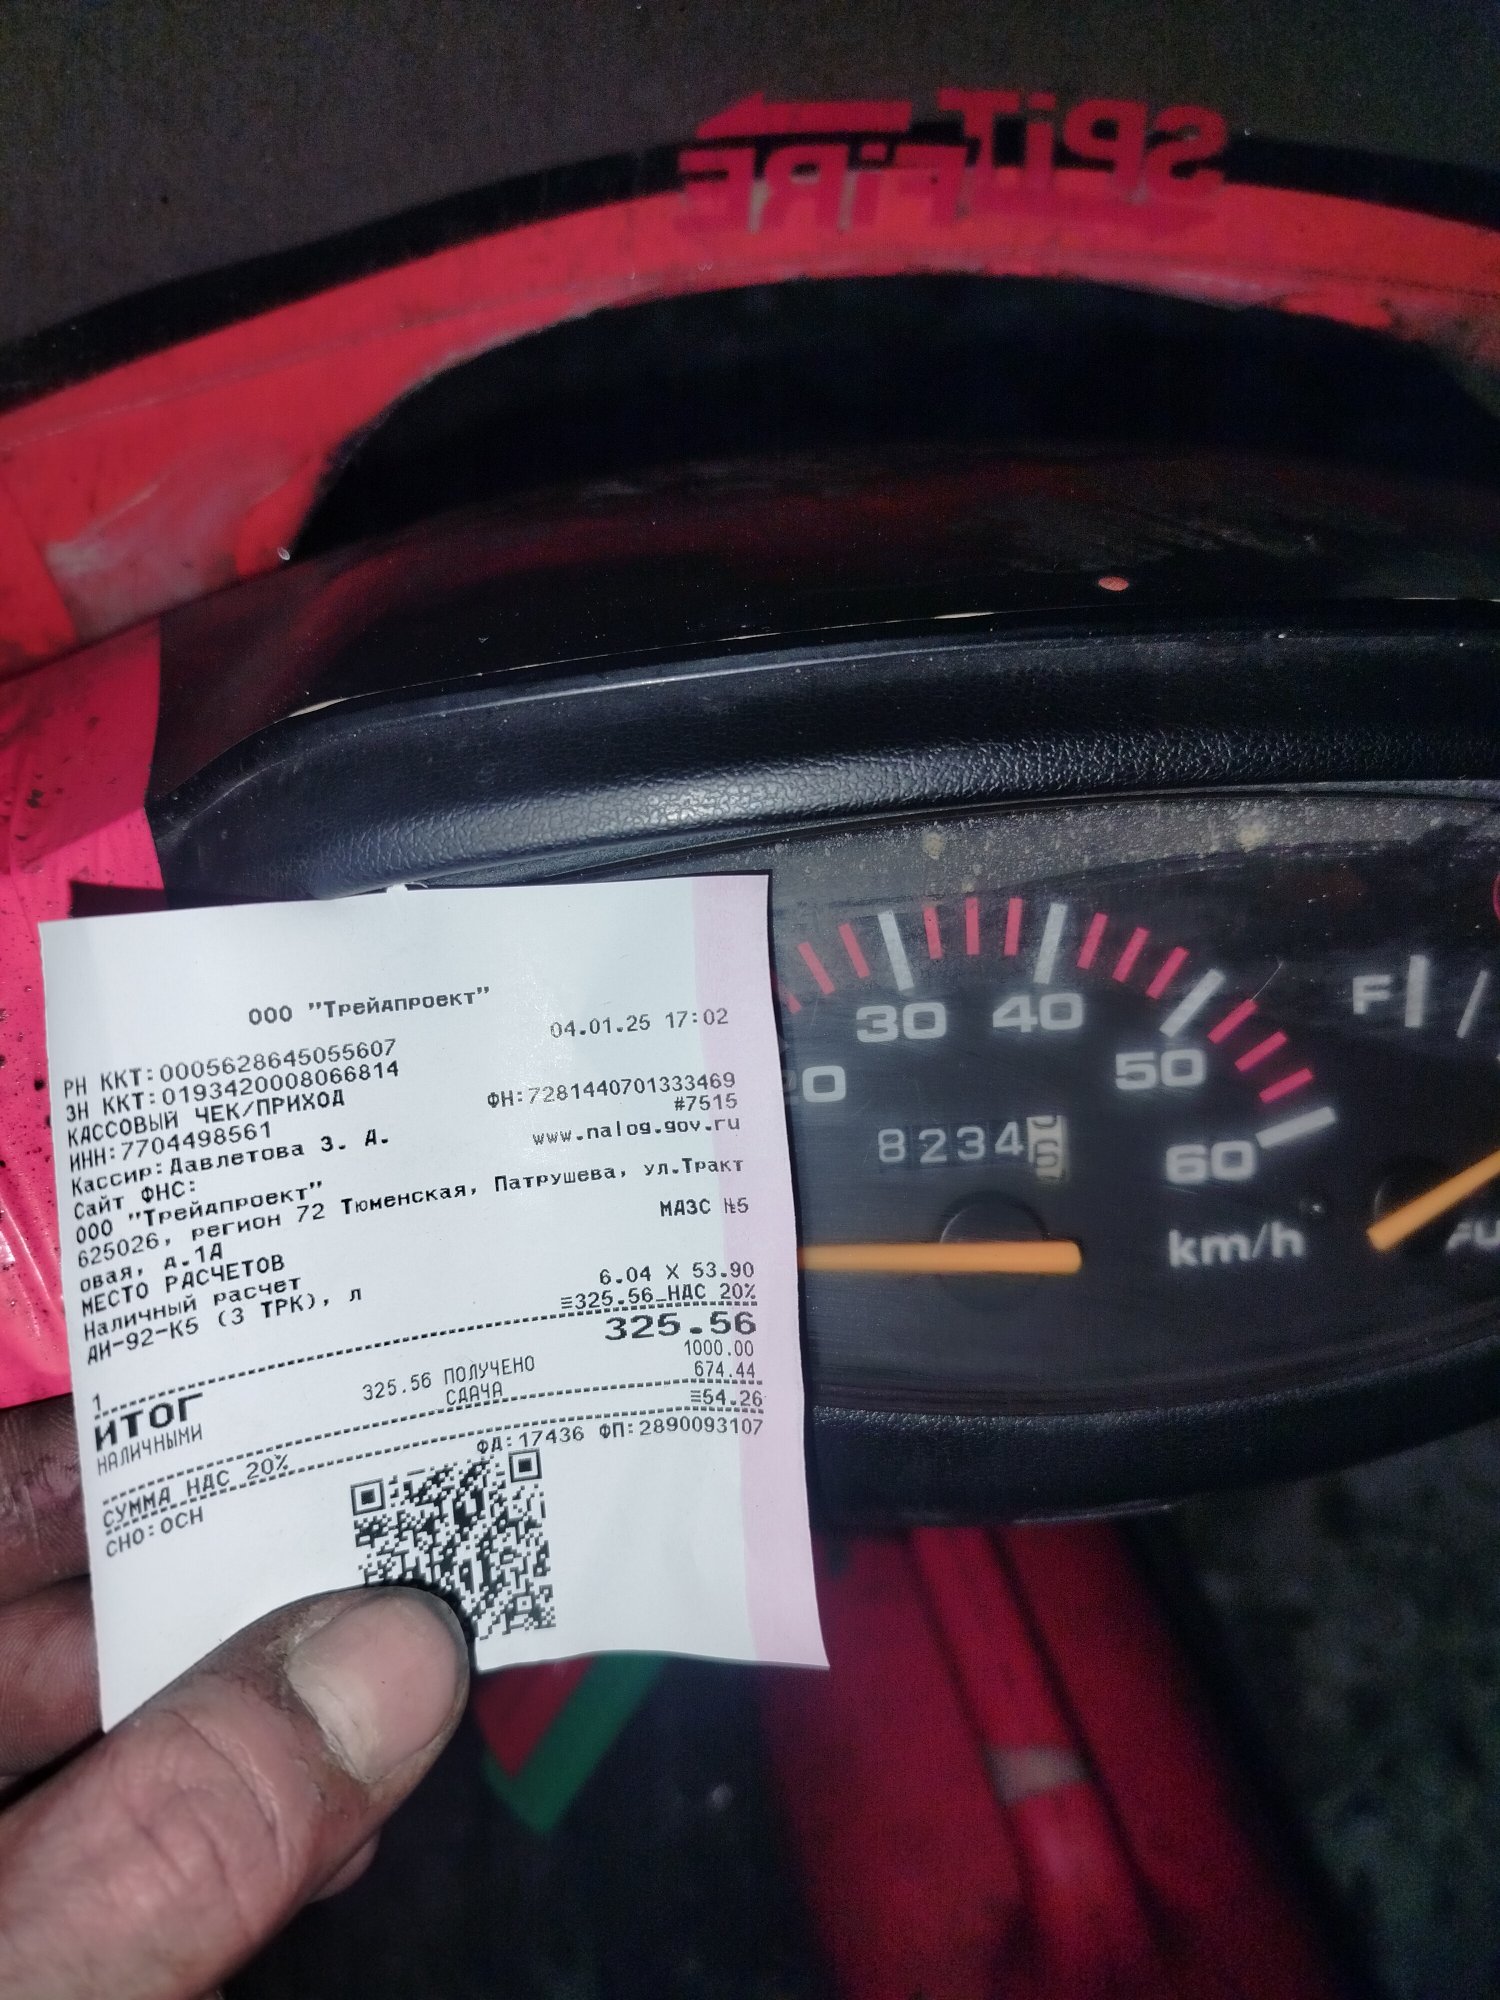 SPiT
FiRE
ООО "Трейдпроект"
04.01.25 17:02
РН ККТ:0005628645055607
ЗН ККТ:0193420008066814
КАССОВЫЙ ЧЕК/ПРИХОД
ФН:7281440701333469
ИНН:7704498561
#7515
Кассир:Давлетова З. А.
www.nalog.gov.ru
Сайт ФНС:
ООО "Трейдпроект"
625026, регион 72 Тюменская, Патрушева, ул.Тракт
овая, д.1А
МАЗС №5
МЕСТО РАСЧЕТОВ
Наличный расчет
АИ-92-К5 (3 ТРК), л
6.04 X 53.90
≡325.56_НДС 20%
1
ИТОГ
325.56
НАЛИЧНЫМИ
325.56 ПОЛУЧЕНО
1000.00
СДАЧА
674.44
СУММА НДС 20%
≡54.26
СНО:ОСН
ФД:17436 ФП:2890093107
20 30 40 50 60
8234
km/h
F